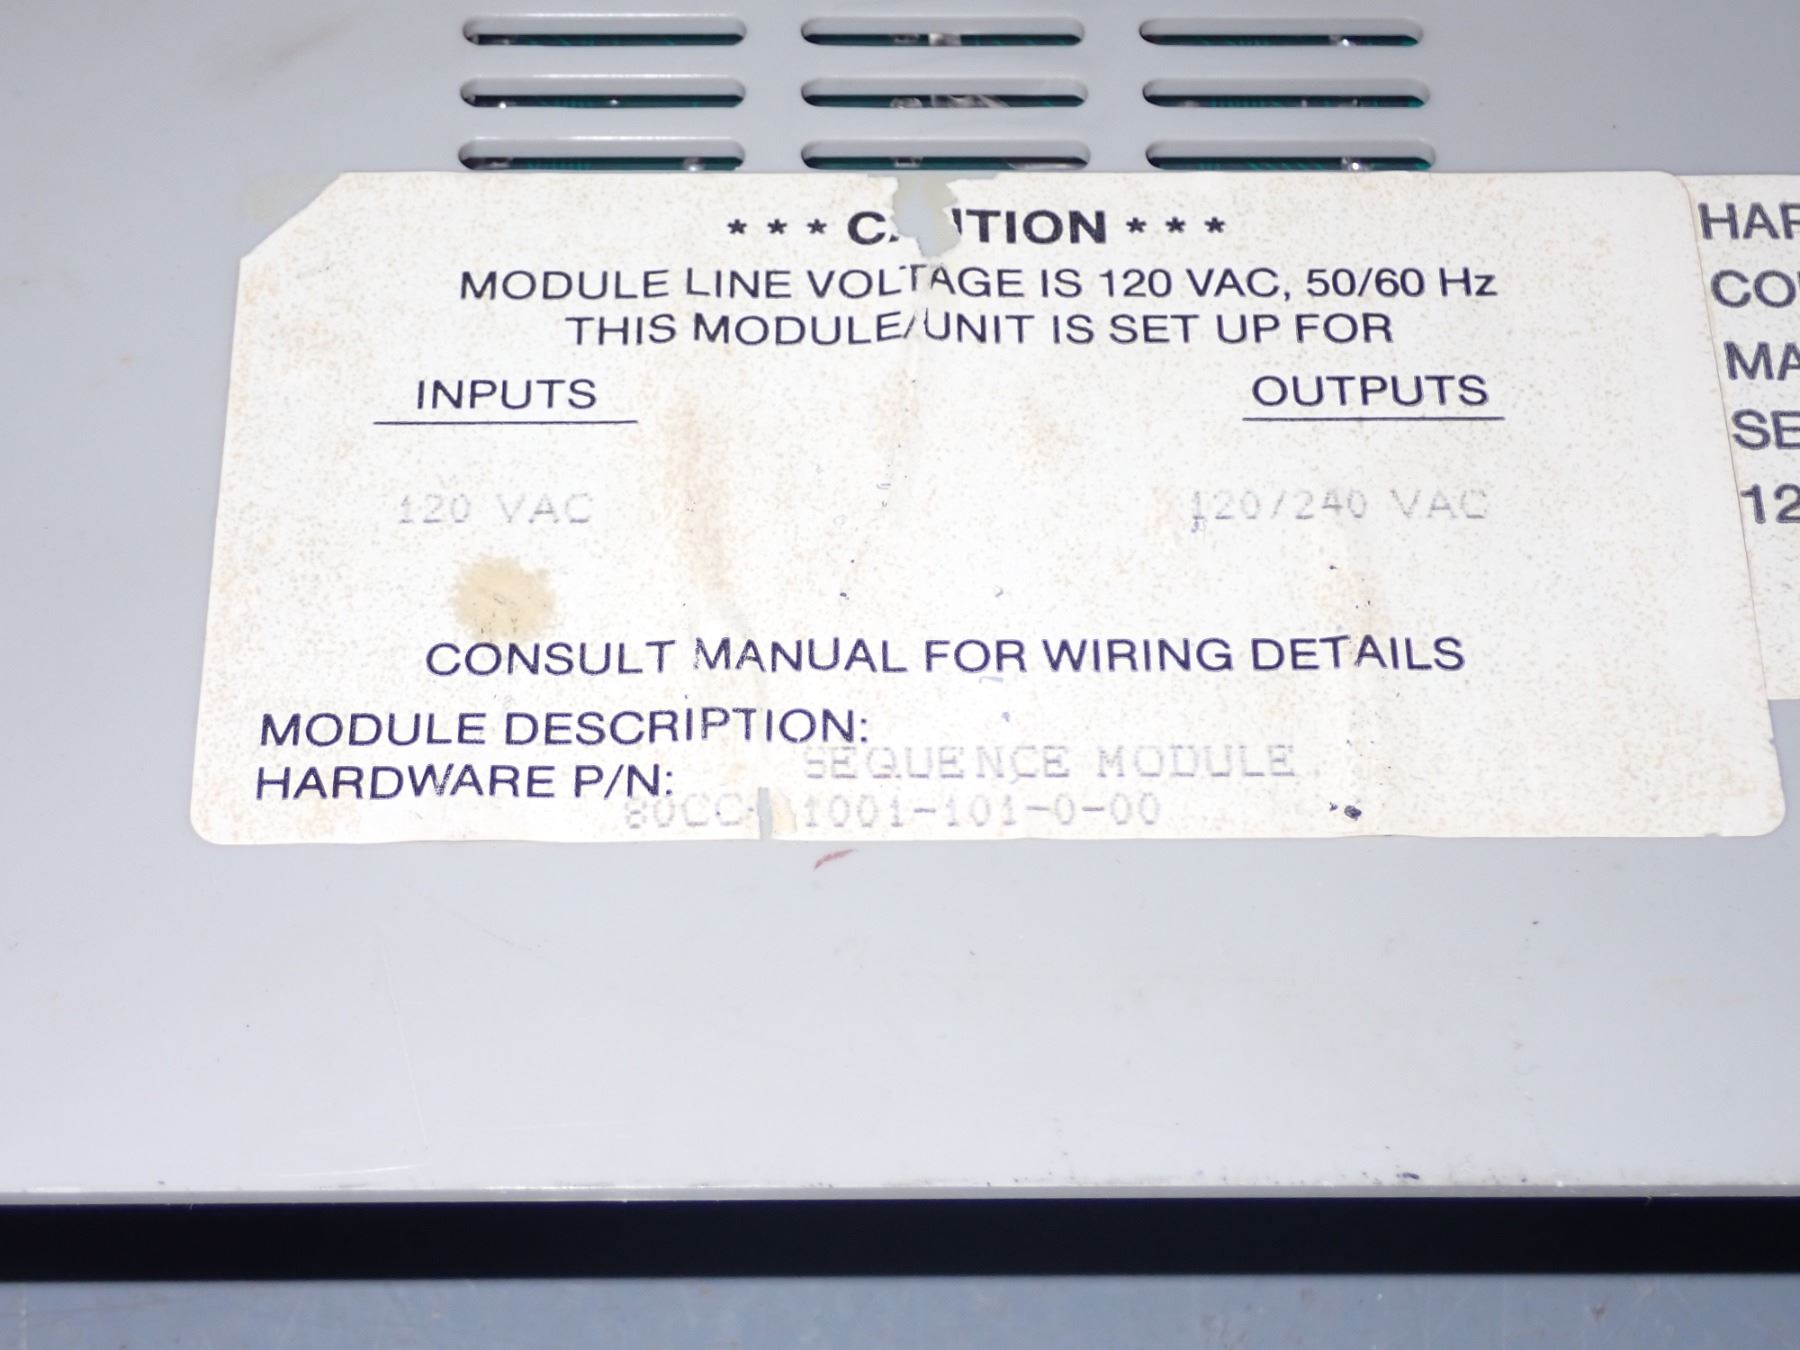 * * * CAUTION * * *
MODULE LINE VOLTAGE IS 120 VAC, 50/60 Hz
THIS MODULE/UNIT IS SET UP FOR
INPUTS OUTPUTS
120 VAC 120/240 VAC
CONSULT MANUAL FOR WIRING DETAILS
MODULE DESCRIPTION:
SEQUENCE MODULE
HARDWARE P/N:
80CC 1001-101-0-00
HAR
CO
MA
SE
12